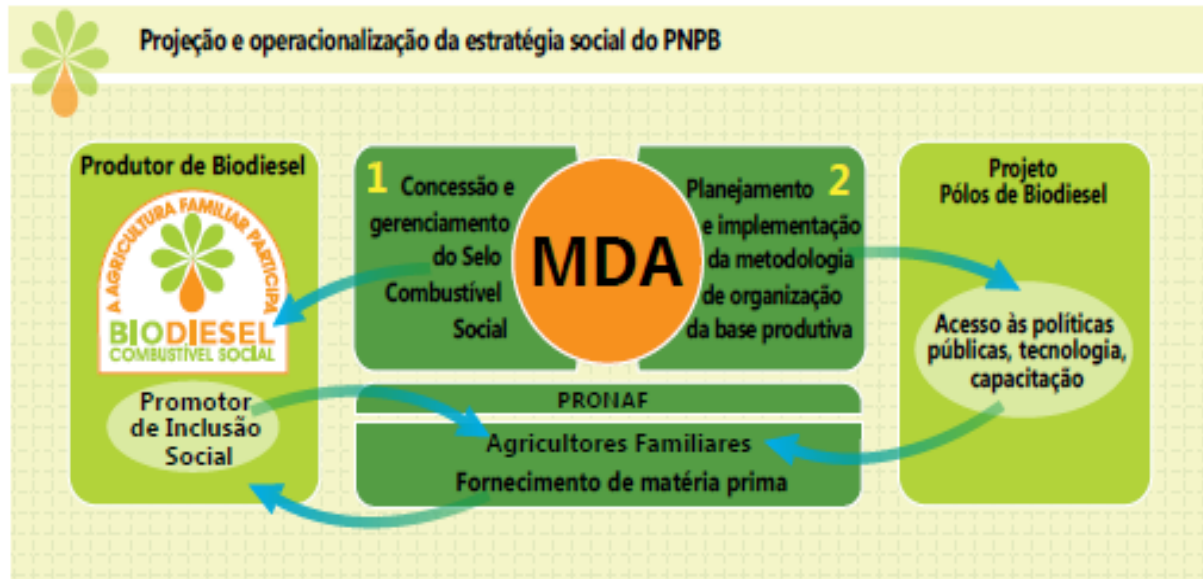 Projeção e operacionalização da estratégia social do PNPB
Produtor de Biodiesel
A AGRICULTURA FAMILIAR PARTICIPA
BIODIESEL
COMBUSTÍVEL SOCIAL
Promotor
de Inclusão
Social
1 Concessão e
gerenciamento
do Selo
Combustível
Social
MDA
Planejamento 2
e implementação
da metodologia
de organização
da base produtiva
PRONAF
Agricultores Familiares
Fornecimento de matéria prima
Projeto
Pólos de Biodiesel
Acesso às políticas
públicas, tecnologia,
capacitação